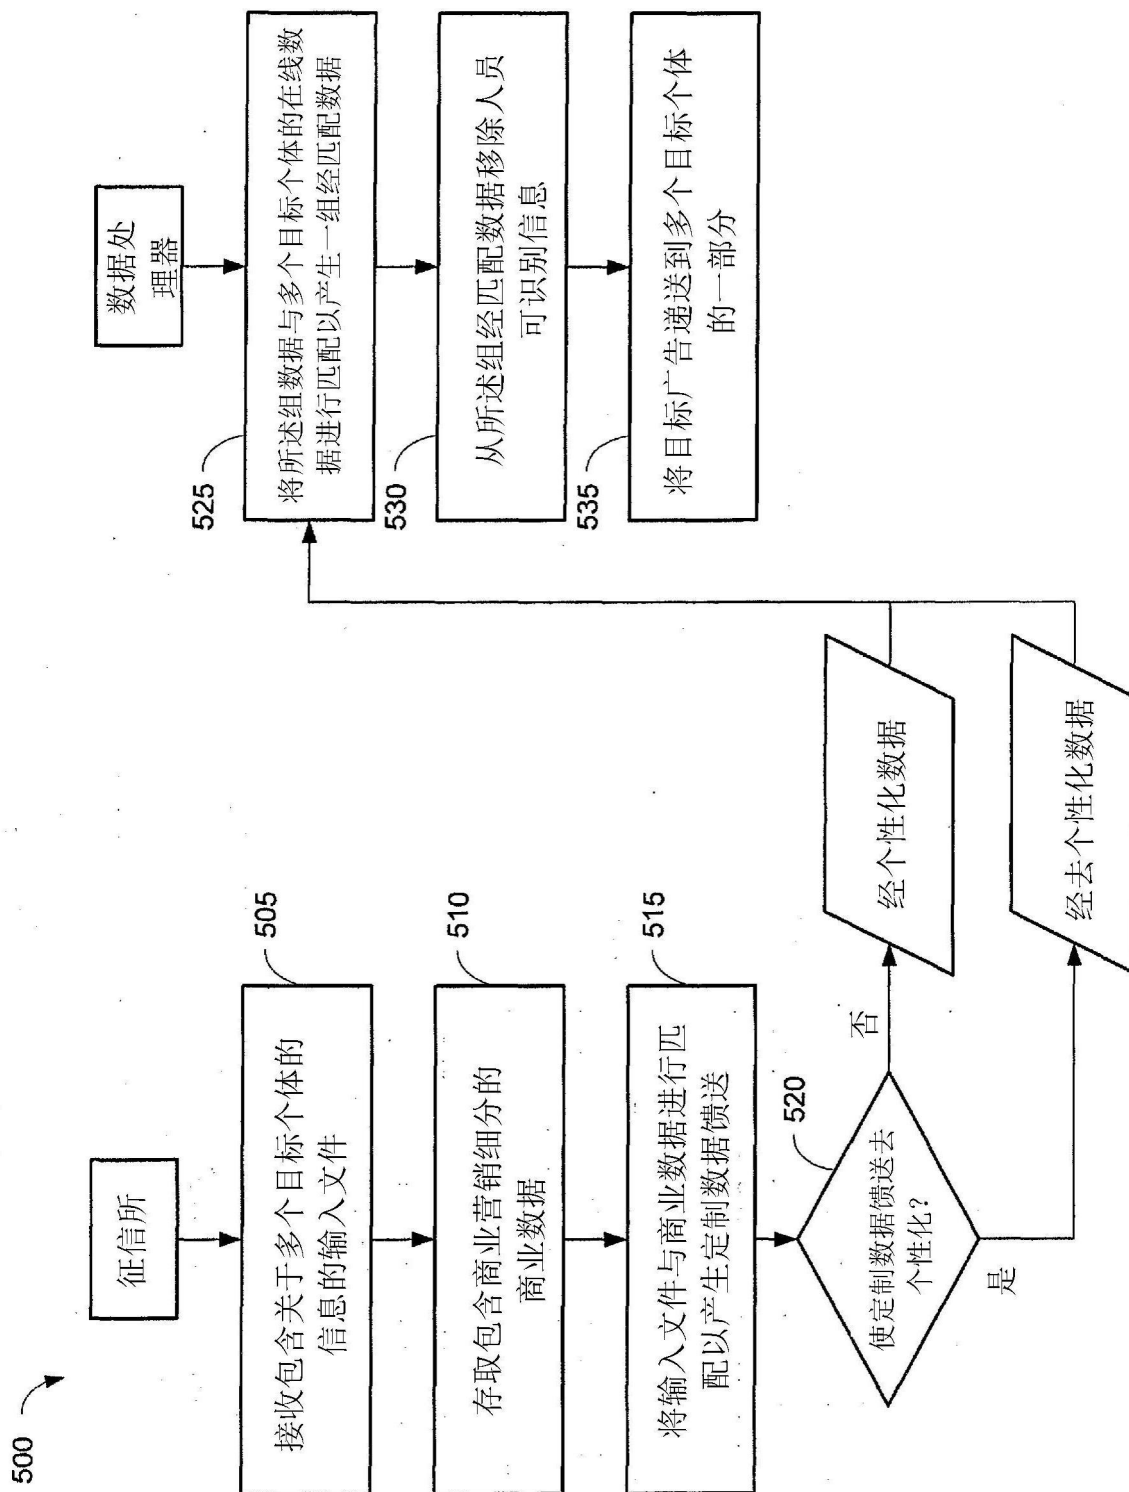 500
征信所
505
接收包含关于多个目标个体的
信息的输入文件
510
存取包含商业营销细分的
商业数据
515
将输入文件与商业数据进行匹
配以产生定制数据馈送
520
使定制数据馈送去
个性化?
否
是
经个性化数据
经去个性化数据
数据处
理器
525
将所述组数据与多个目标个体的在线数
据进行匹配以产生一组经匹配数据
530
从所述组经匹配数据移除人员
可识别信息
535
将目标广告递送到多个目标个体
的一部分